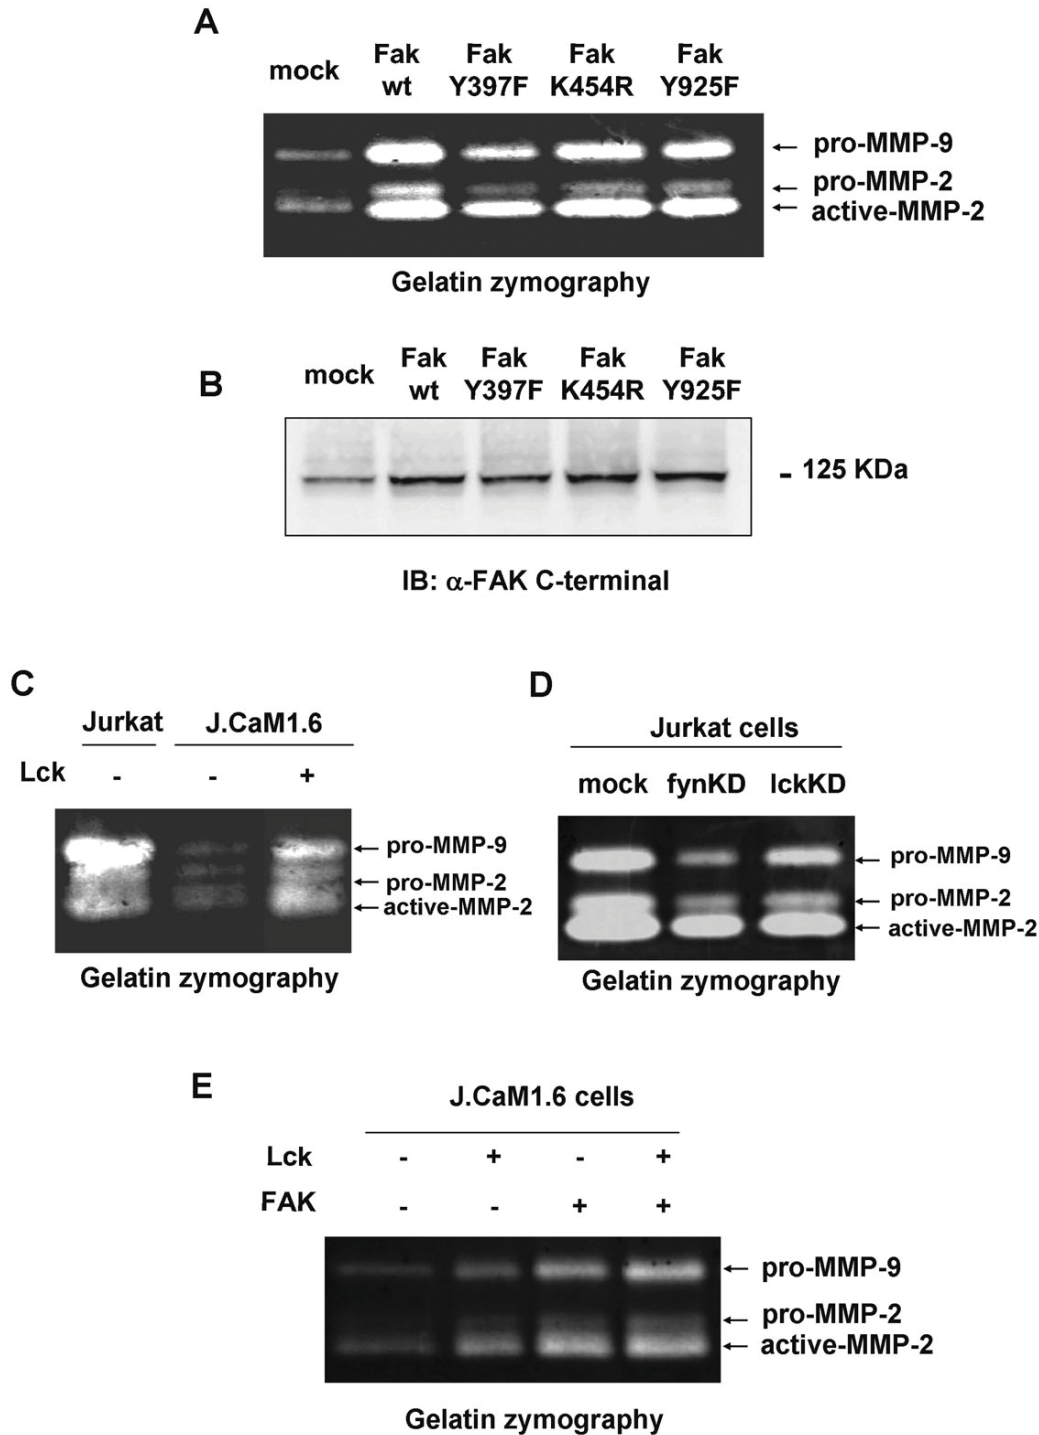 A
mock Fak Fak Fak Fak
wt Y397F K454R Y925F
pro-MMP-9
pro-MMP-2
active-MMP-2
Gelatin zymography
B
mock Fak Fak Fak Fak
wt Y397F K454R Y925F
- 125 KDa
IB: α-FAK C-terminal
C
Jurkat J.CaM1.6
Lck - - +
pro-MMP-9
pro-MMP-2
active-MMP-2
Gelatin zymography
D
Jurkat cells
mock fynKD lckKD
pro-MMP-9
pro-MMP-2
active-MMP-2
Gelatin zymography
E
J.CaM1.6 cells
Lck - + - +
FAK - - + +
pro-MMP-9
pro-MMP-2
active-MMP-2
Gelatin zymography